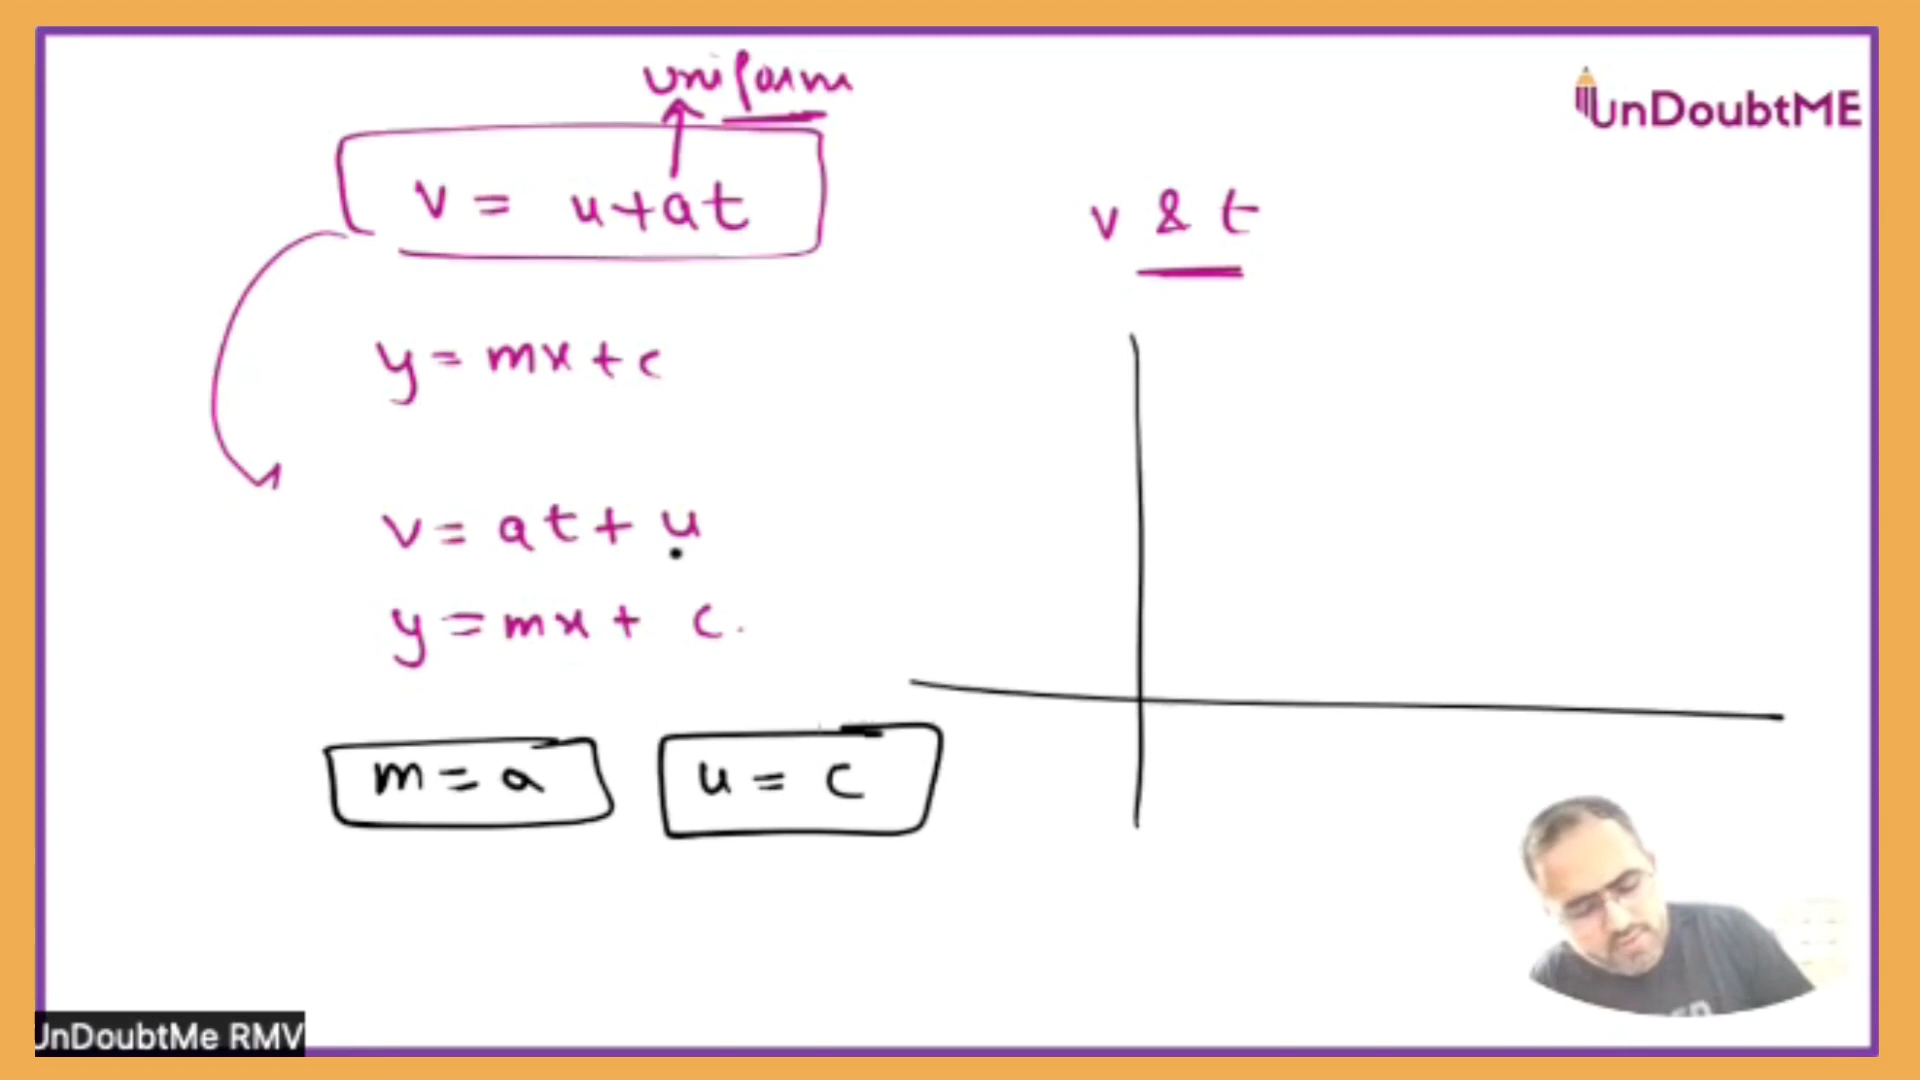 uniform
UnDoubtME
v = u+at
v & t
y = mx + c
v = at + u
y = mx + c.
m = a
u = c
UnDoubtMe RMV